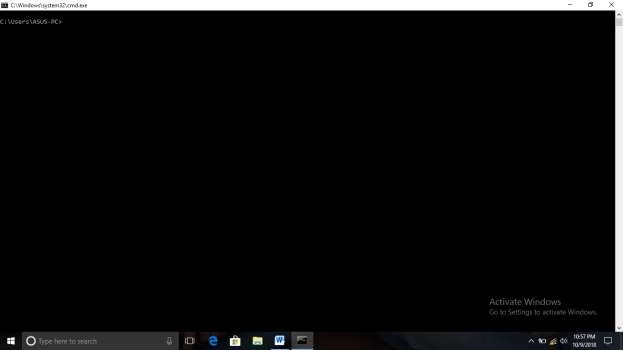 C:\Windows\system32\cmd.exe
C:\Users\ASUS-PC>
Activate Windows
Go to Settings to activate Windows.
Type here to search
10:57 PM
10/9/2018